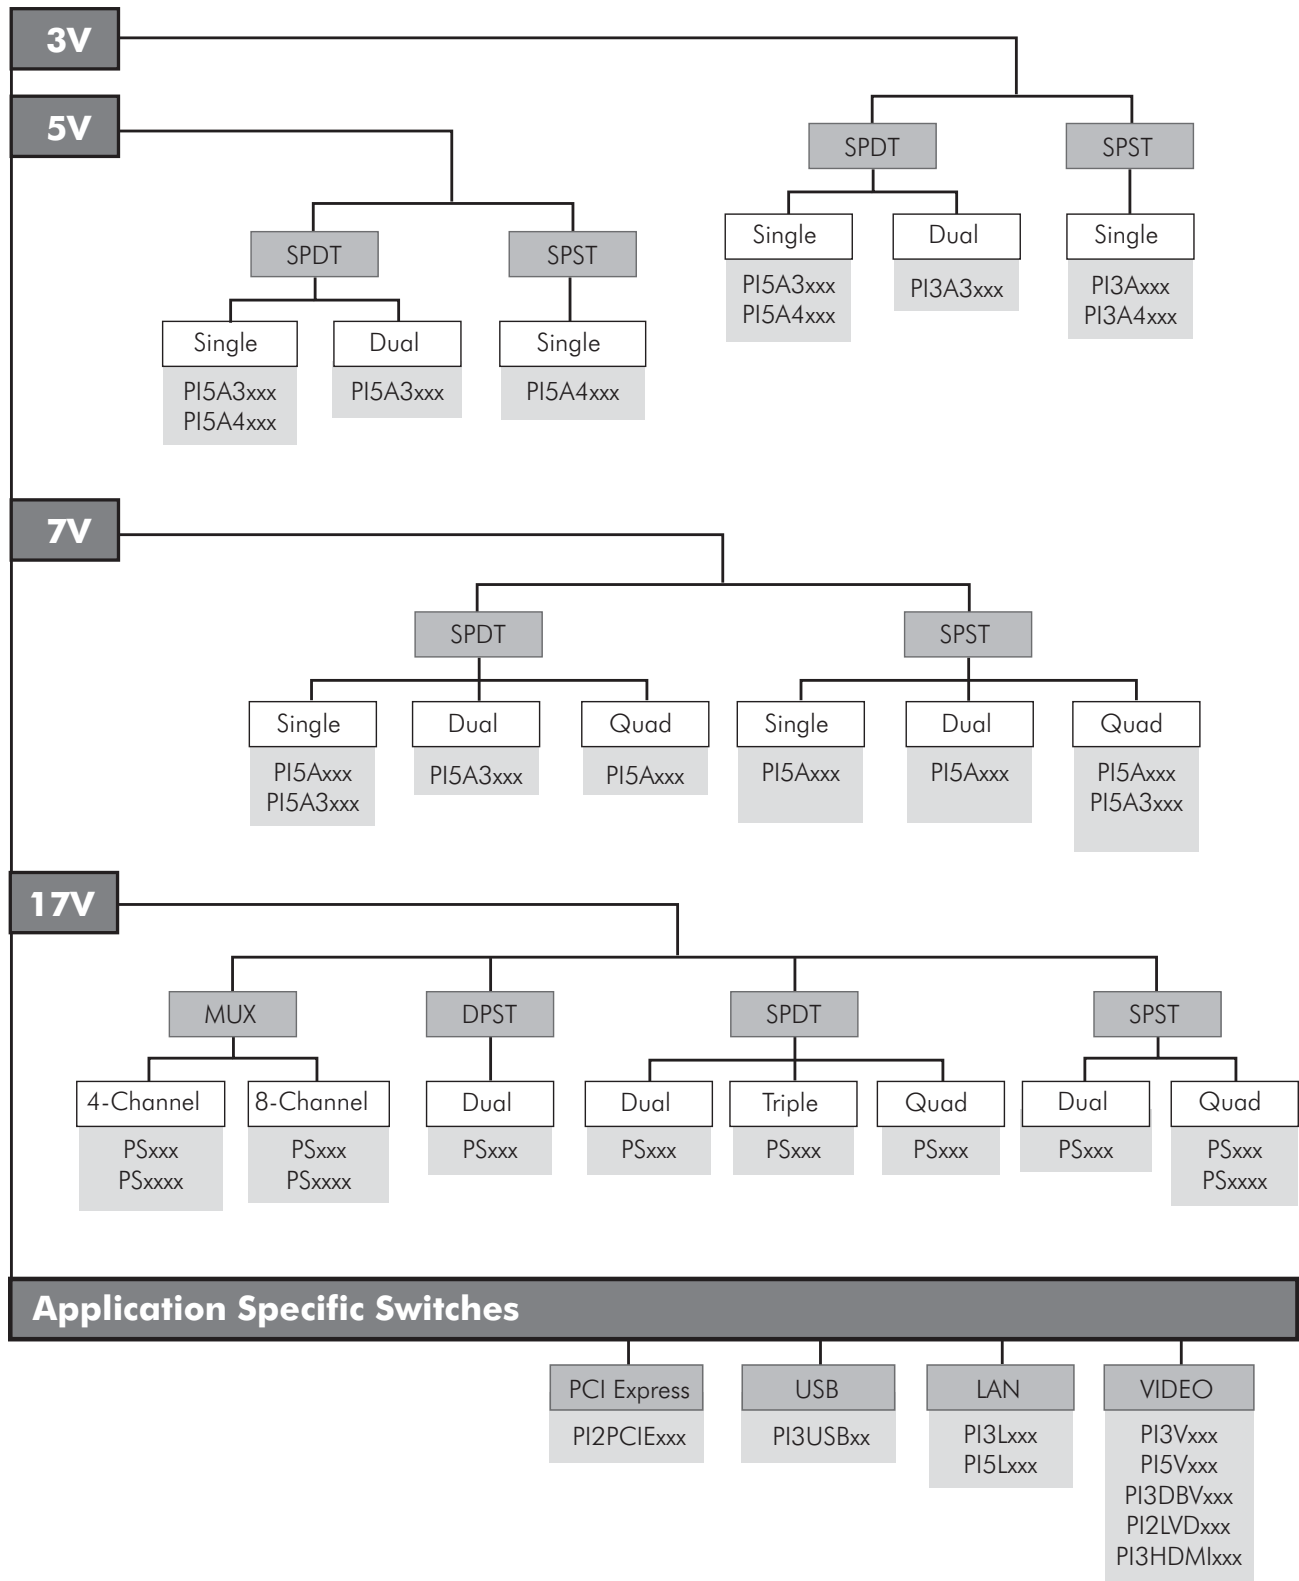 3V
5V
SPDT
SPST
Single
Dual
Single
PI5A3xxx
PI5A4xxx
PI3A3xxx
PI3Axxx
PI3A4xxx
SPDT
SPST
Single
Dual
Single
PI5A3xxx
PI5A4xxx
PI5A3xxx
PI5A4xxx
7V
SPDT
SPST
Single
Dual
Quad
Single
Dual
Quad
PI5Axxx
PI5A3xxx
PI5A3xxx
PI5Axxx
PI5Axxx
PI5Axxx
PI5Axxx
PI5A3xxx
17V
MUX
DPST
SPDT
SPST
4-Channel
8-Channel
Dual
Dual
Triple
Quad
Dual
Quad
PSxxx
PSxxxx
PSxxx
PSxxxx
PSxxx
PSxxx
PSxxx
PSxxx
PSxxx
PSxxx
PSxxxx
Application Specific Switches
PCI Express
USB
LAN
VIDEO
PI2PCIExxx
PI3USBxx
PI3Lxxx
PI5Lxxx
PI3Vxxx
PI5Vxxx
PI3DBVxxx
PI2LVDxxx
PI3HDMIxxx